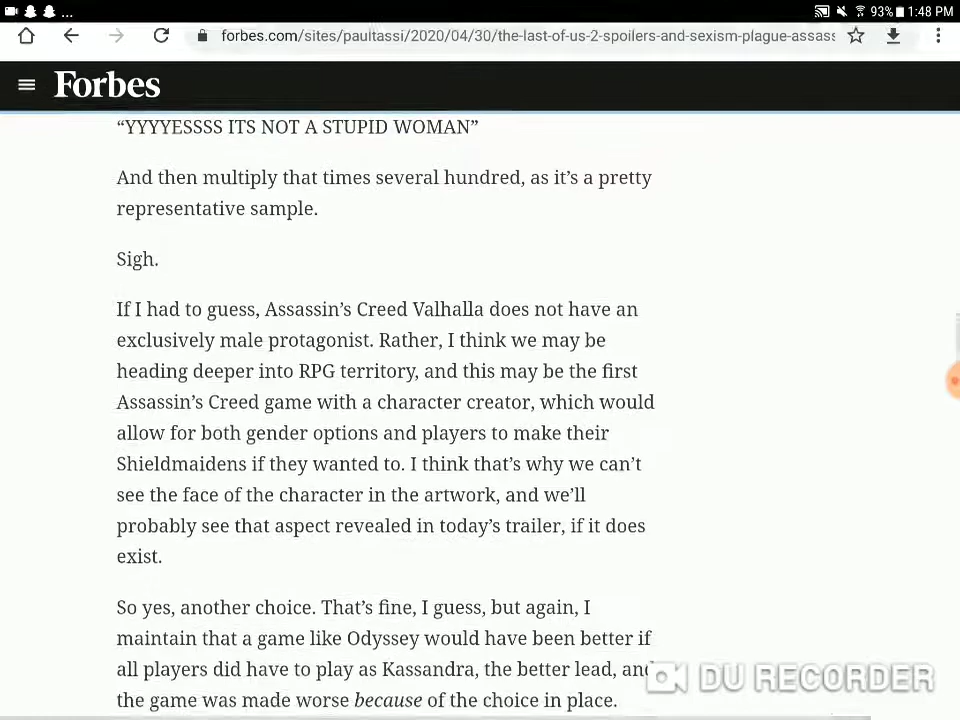 ... 93% 1:48 PM
forbes.com/sites/paultassi/2020/04/30/the-last-of-us-2-spoilers-and-sexism-plague-assass
Forbes
“YYYYESSSS ITS NOT A STUPID WOMAN”
And then multiply that times several hundred, as it’s a pretty
representative sample.
Sigh.
If I had to guess, Assassin’s Creed Valhalla does not have an
exclusively male protagonist. Rather, I think we may be
heading deeper into RPG territory, and this may be the first
Assassin’s Creed game with a character creator, which would
allow for both gender options and players to make their
Shieldmaidens if they wanted to. I think that’s why we can’t
see the face of the character in the artwork, and we’ll
probably see that aspect revealed in today’s trailer, if it does
exist.
So yes, another choice. That’s fine, I guess, but again, I
maintain that a game like Odyssey would have been better if
all players did have to play as Kassandra, the better lead, and
the game was made worse because of the choice in place.
DU RECORDER